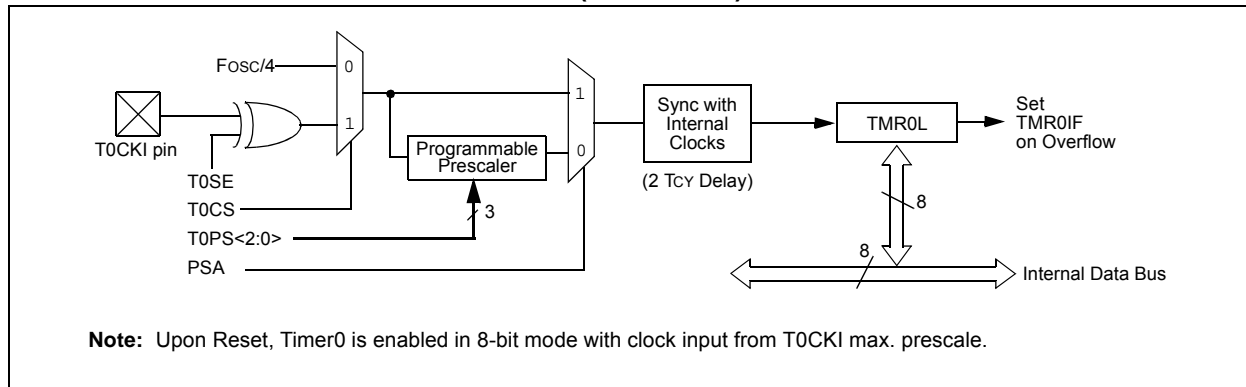 FOSC/4
0
1
T0CKI pin
T0SE
T0CS
T0PS<2:0>
PSA
Programmable
Prescaler
3
1
0
Sync with
Internal
Clocks
(2 TCY Delay)
TMR0L
Set
TMR0IF
on Overflow
8
8
Internal Data Bus
Note: Upon Reset, Timer0 is enabled in 8-bit mode with clock input from T0CKI max. prescale.